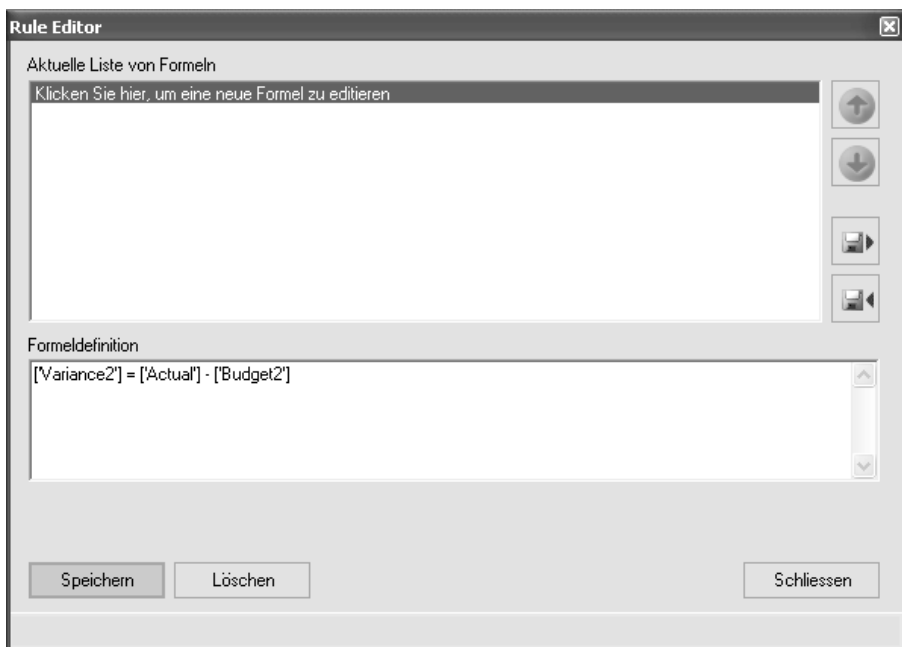 Rule Editor
Aktuelle Liste von Formeln
Klicken Sie hier, um eine neue Formel zu editieren
Formeldefinition
['Variance2'] = ['Actual'] - ['Budget2']
Speichern
Löschen
Schliessen